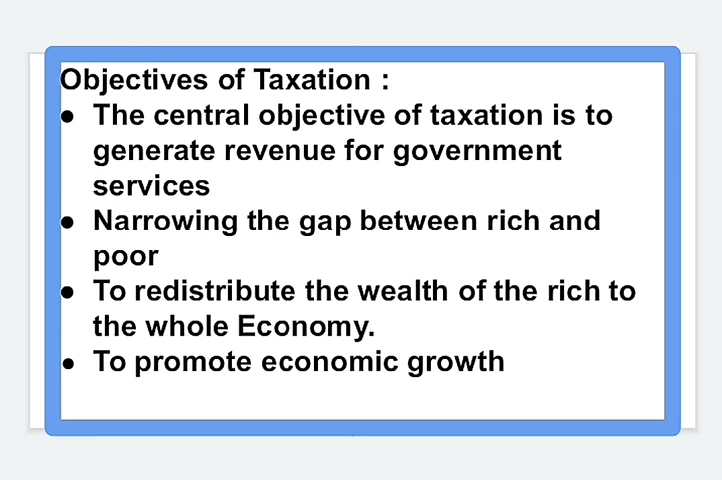 Objectives of Taxation :
● The central objective of taxation is to
generate revenue for government
services
● Narrowing the gap between rich and
poor
● To redistribute the wealth of the rich to
the whole Economy.
● To promote economic growth